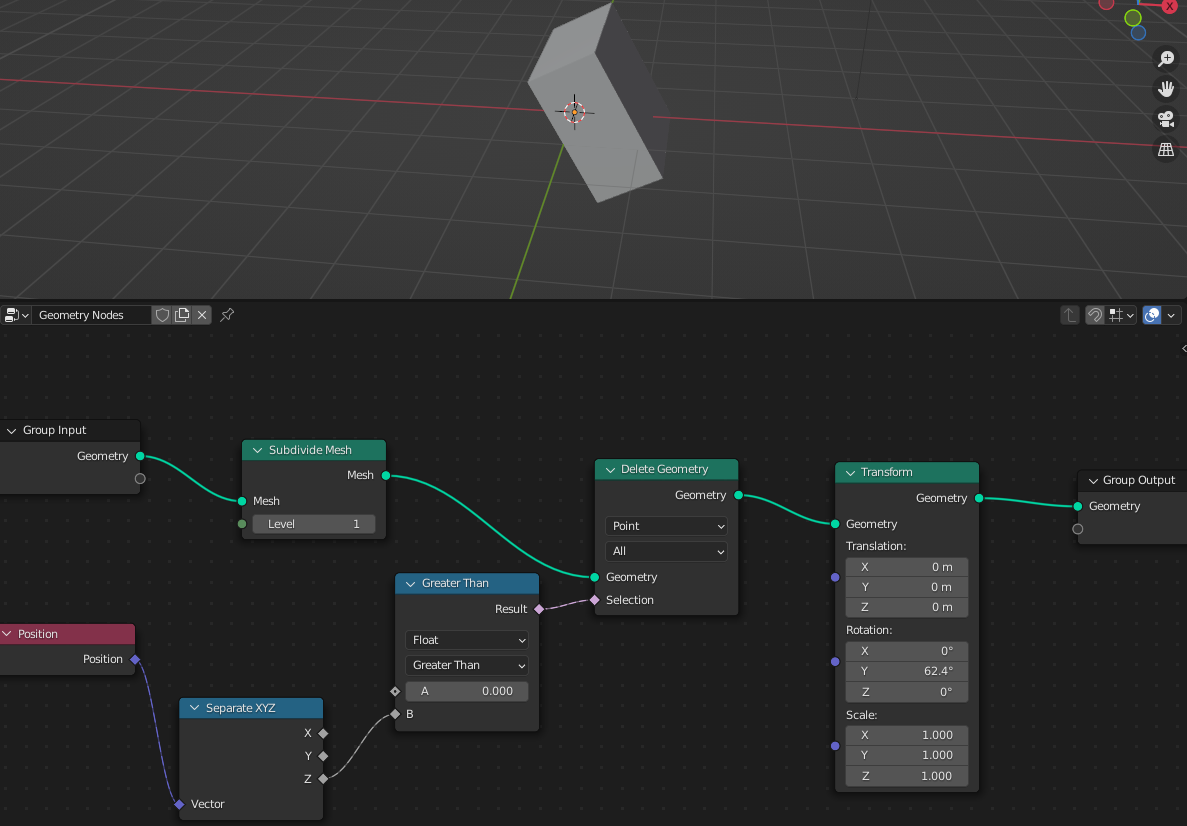 X
Geometry Nodes
Group Input
Geometry
Subdivide Mesh
Mesh
Mesh
Level 1
Delete Geometry
Geometry
Point
All
Geometry
Selection
Transform
Geometry
Geometry
Translation:
X 0 m
Y 0 m
Z 0 m
Rotation:
X 0°
Y 62.4°
Z 0°
Scale:
X 1.000
Y 1.000
Z 1.000
Group Output
Geometry
Greater Than
Result
Float
Greater Than
A 0.000
B
Position
Position
Separate XYZ
X
Y
Z
Vector